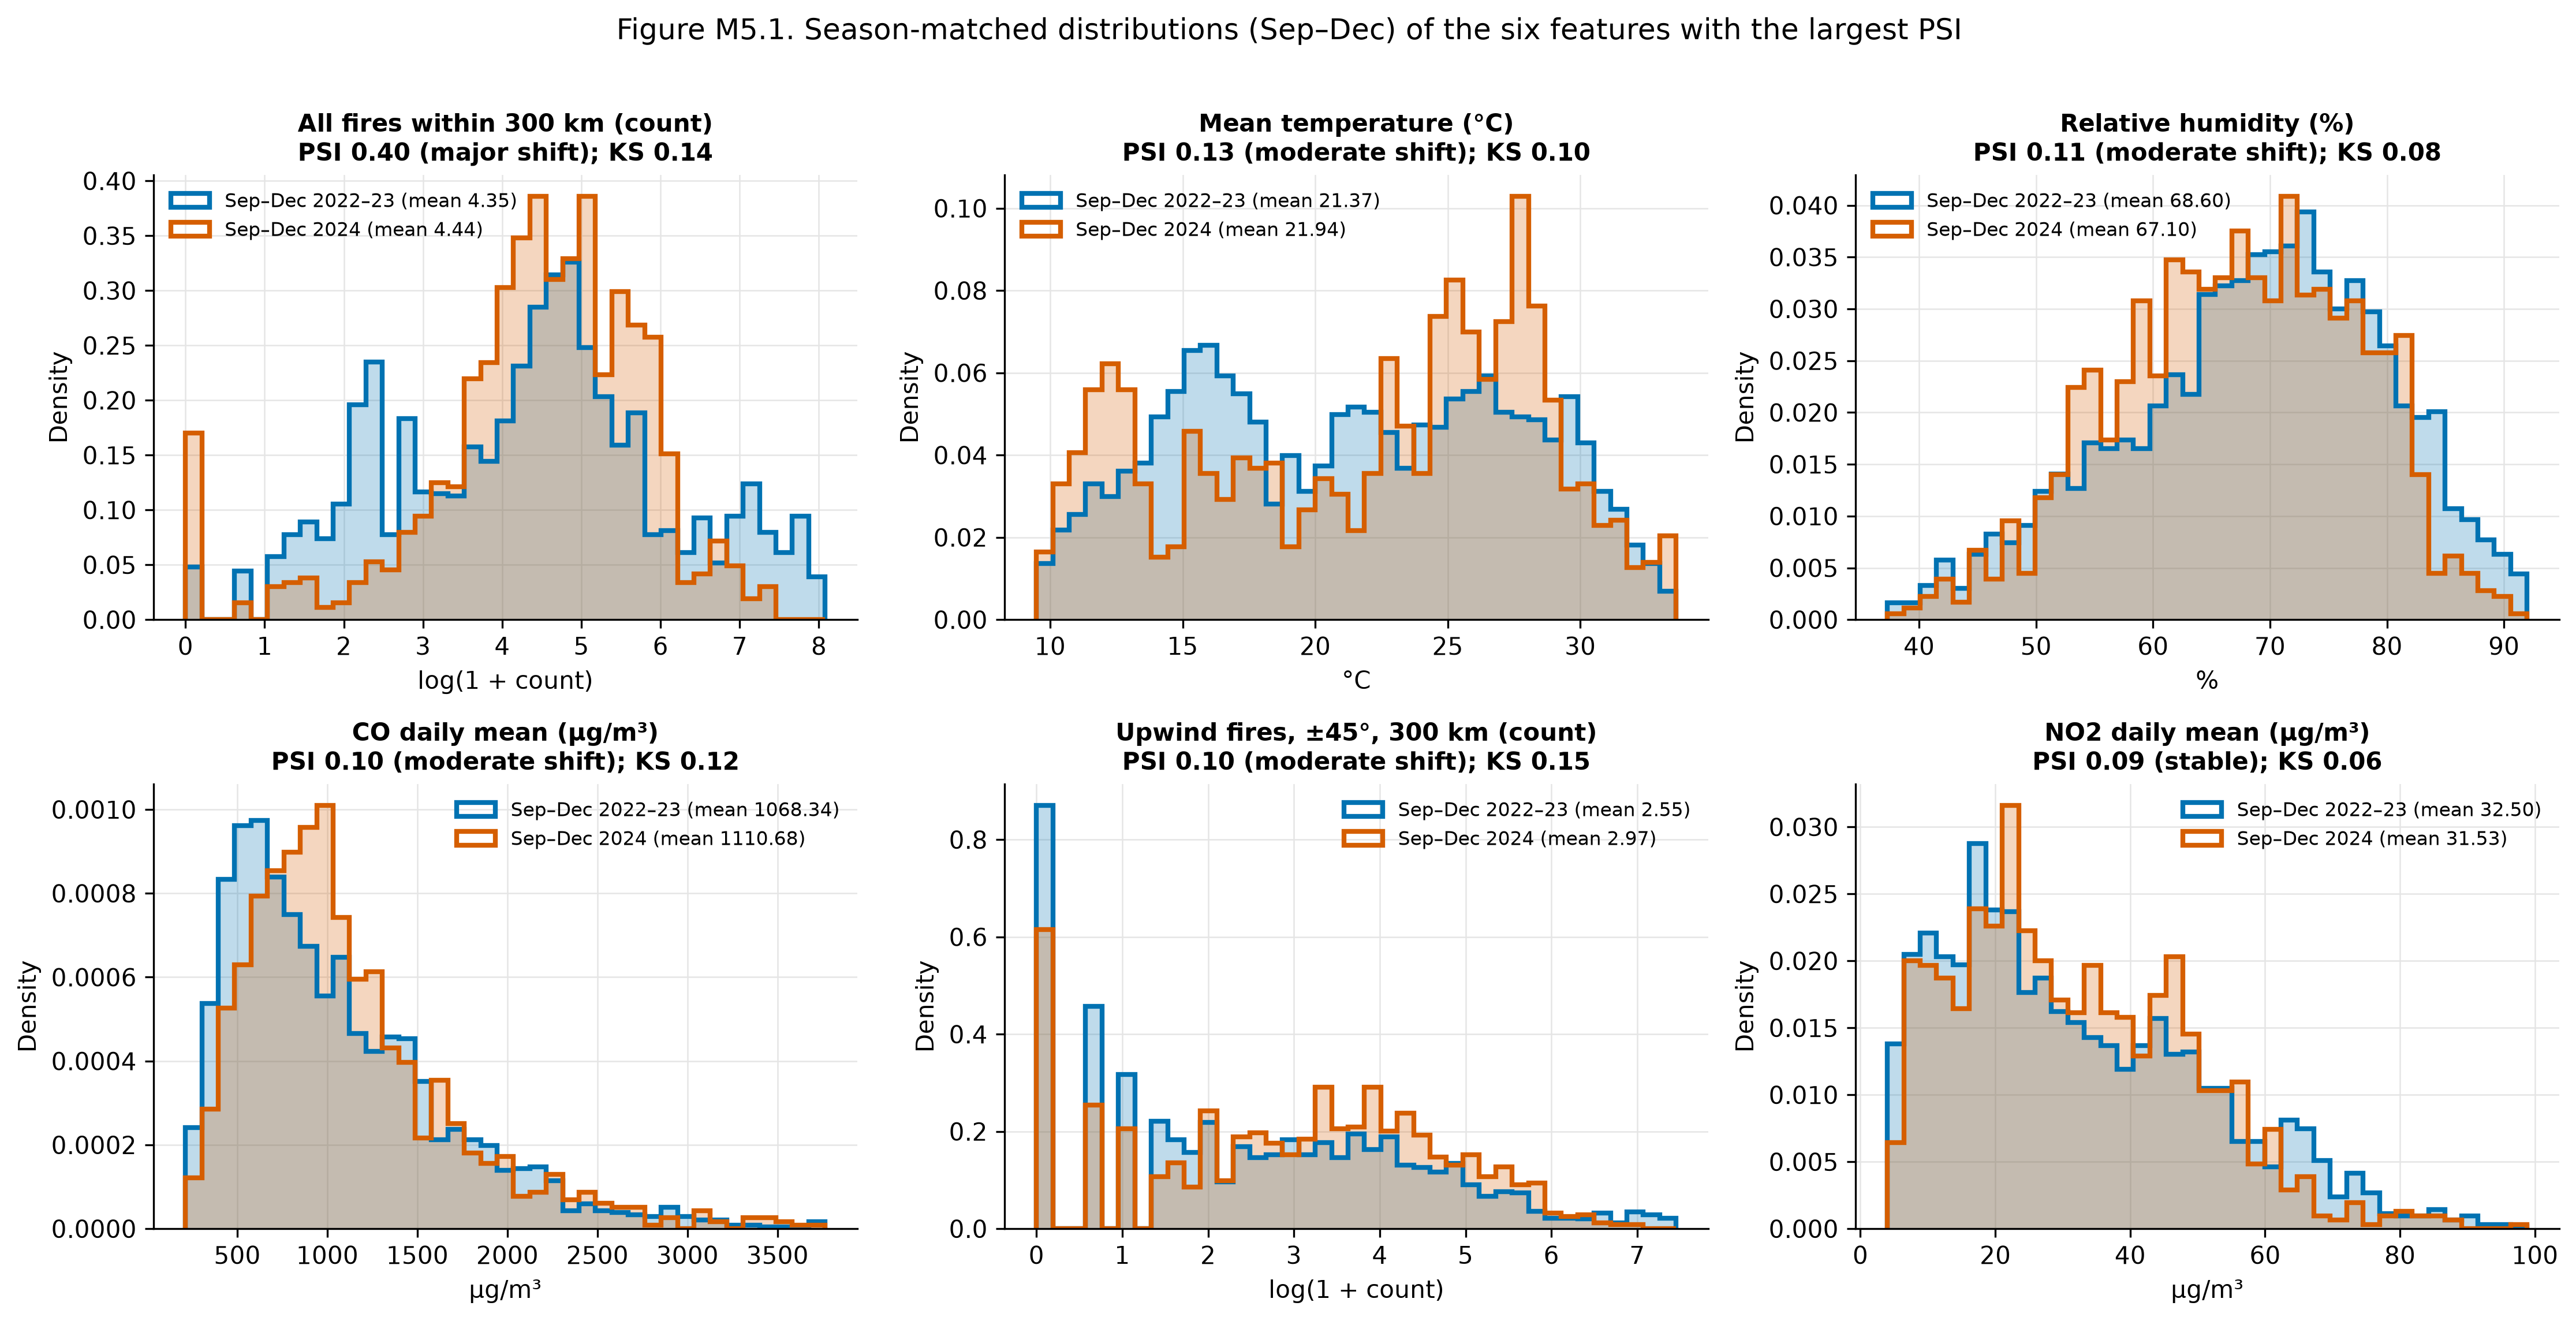 Figure M5.1. Season-matched distributions (Sep–Dec) of the six features with the largest PSI
All fires within 300 km (count)
PSI 0.40 (major shift); KS 0.14
Sep–Dec 2022–23 (mean 4.35)
Sep–Dec 2024 (mean 4.44)
Density
0.40
0.35
0.30
0.25
0.20
0.15
0.10
0.05
0.00
0 1 2 3 4 5 6 7 8
log(1 + count)
Mean temperature (°C)
PSI 0.13 (moderate shift); KS 0.10
Sep–Dec 2022–23 (mean 21.37)
Sep–Dec 2024 (mean 21.94)
Density
0.10
0.08
0.06
0.04
0.02
0.00
10 15 20 25 30
°C
Relative humidity (%)
PSI 0.11 (moderate shift); KS 0.08
Sep–Dec 2022–23 (mean 68.60)
Sep–Dec 2024 (mean 67.10)
Density
0.040
0.035
0.030
0.025
0.020
0.015
0.010
0.005
0.000
40 50 60 70 80 90
%
CO daily mean (µg/m³)
PSI 0.10 (moderate shift); KS 0.12
Sep–Dec 2022–23 (mean 1068.34)
Sep–Dec 2024 (mean 1110.68)
Density
0.0010
0.0008
0.0006
0.0004
0.0002
0.0000
500 1000 1500 2000 2500 3000 3500
µg/m³
Upwind fires, ±45°, 300 km (count)
PSI 0.10 (moderate shift); KS 0.15
Sep–Dec 2022–23 (mean 2.55)
Sep–Dec 2024 (mean 2.97)
Density
0.8
0.6
0.4
0.2
0.0
0 1 2 3 4 5 6 7
log(1 + count)
NO2 daily mean (µg/m³)
PSI 0.09 (stable); KS 0.06
Sep–Dec 2022–23 (mean 32.50)
Sep–Dec 2024 (mean 31.53)
Density
0.030
0.025
0.020
0.015
0.010
0.005
0.000
0 20 40 60 80 100
µg/m³